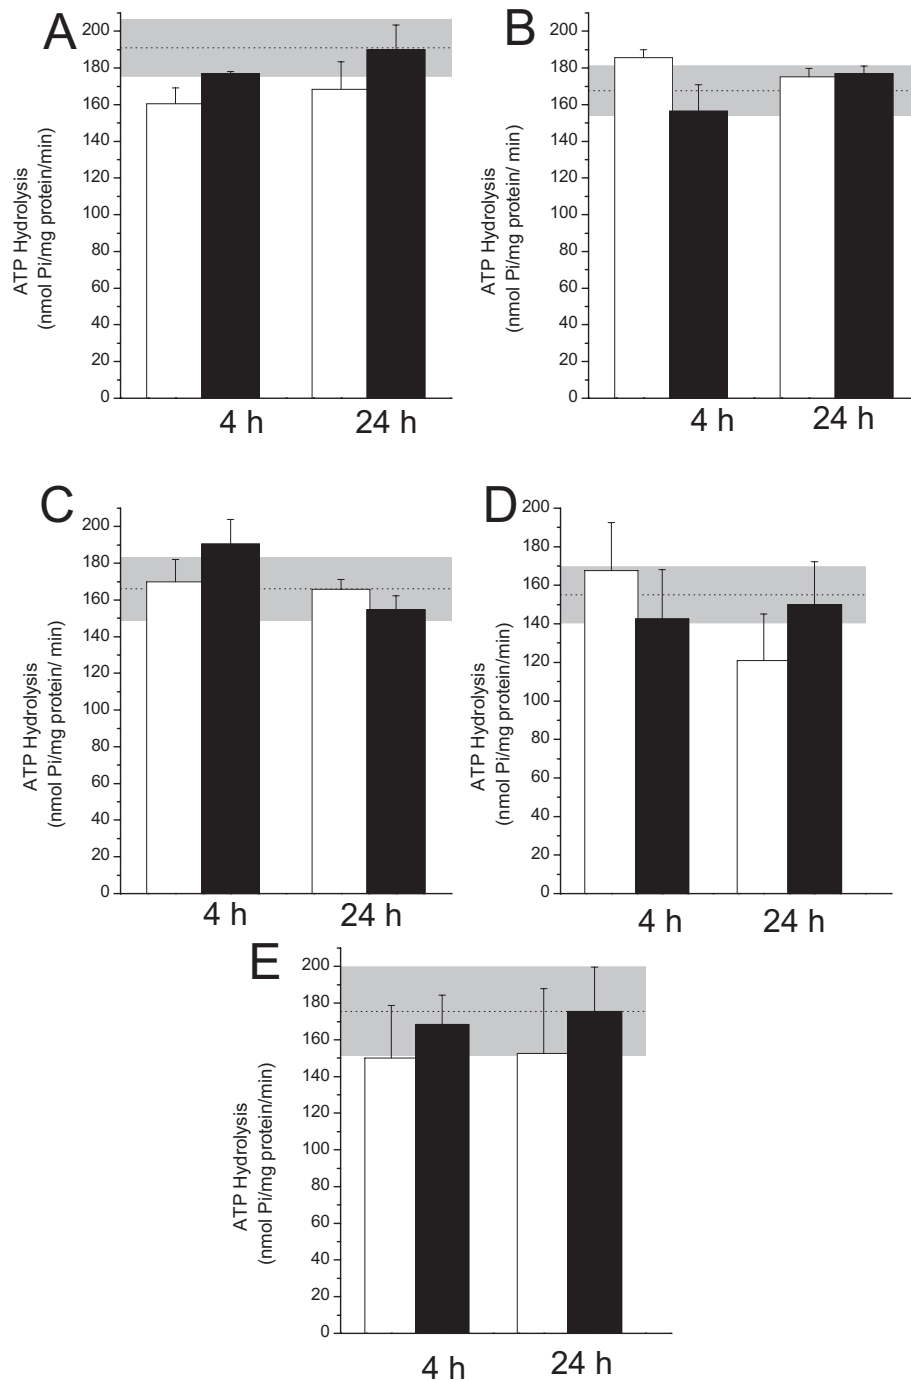 A
ATP Hydrolysis
(nmol Pi/mg protein/min)
200
180
160
140
120
100
80
60
40
20
0
4 h
24 h
B
ATP Hydrolysis
(nmol Pi/mg protein/ min)
200
180
160
140
120
100
80
60
40
20
0
4 h
24 h
C
ATP Hydrolysis
(nmol Pi/mg protein/ min)
200
180
160
140
120
100
80
60
40
20
0
4 h
24 h
D
ATP Hydrolysis
(nmol Pi/mg protein/min)
200
180
160
140
120
100
80
60
40
20
0
4 h
24 h
E
ATP Hydrolysis
(nmol Pi/mg protein/min)
200
180
160
140
120
100
80
60
40
20
0
4 h
24 h